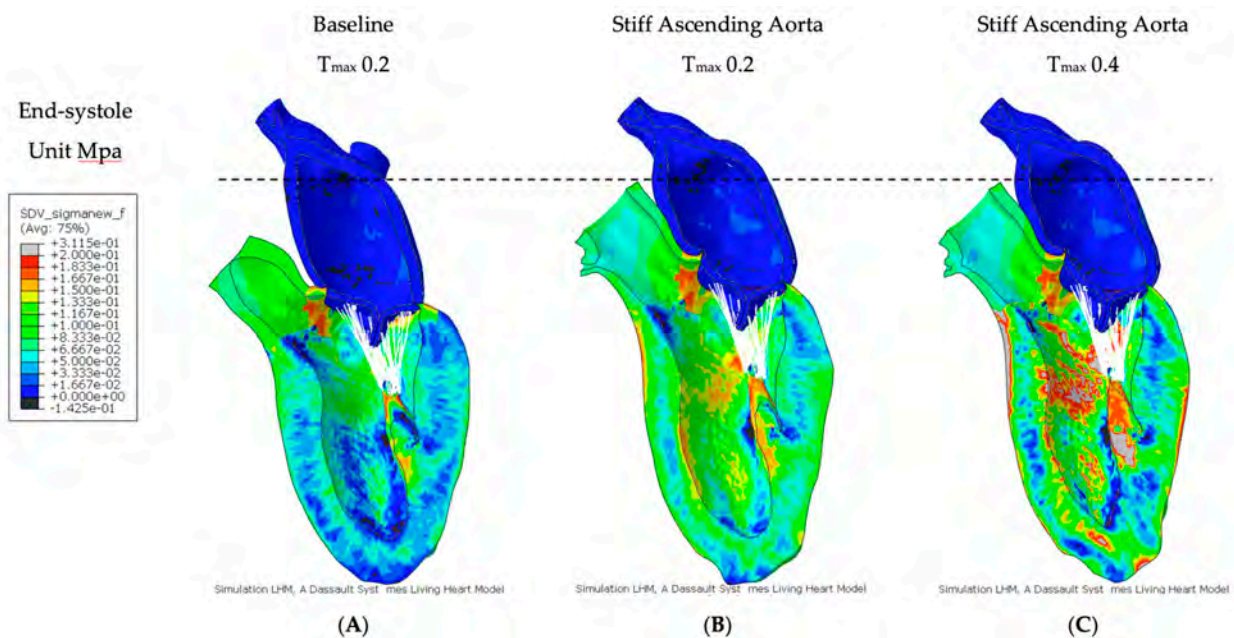 Baseline
Stiff Ascending Aorta
Stiff Ascending Aorta
Tmax 0.2
Tmax 0.2
Tmax 0.4
End-systole
Unit Mpa
SDV_sigmanew_f
(Avg: 75%)
+3.115e-01
+2.000e-01
+1.833e-01
+1.667e-01
+1.500e-01
+1.333e-01
+1.167e-01
+1.000e-01
+8.333e-02
+6.667e-02
+5.000e-02
+3.333e-02
+1.667e-02
+0.000e+00
-1.425e-01
Simulation LHM, A Dassault Syst mes Living Heart Model
Simulation LHM, A Dassault Syst mes Living Heart Model
Simulation LHM, A Dassault Syst mes Living Heart Model
(A)
(B)
(C)